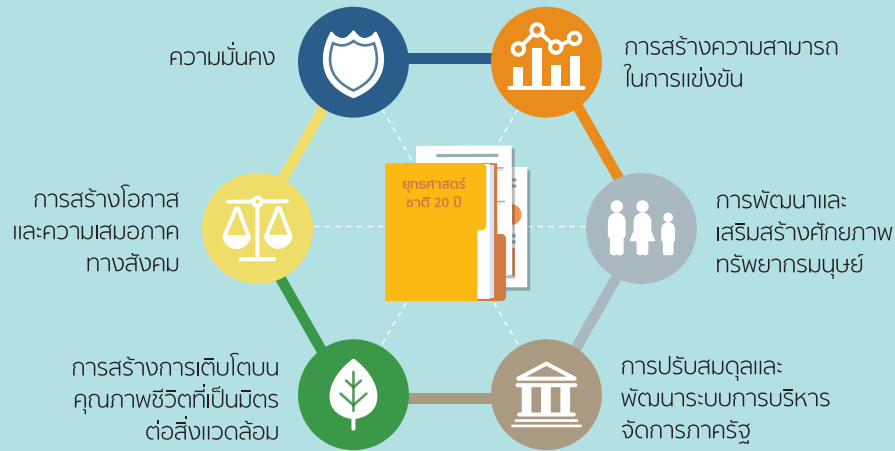 ความมั่นคง
การสร้างความสามารถ
ในการแข่งขัน
การสร้างโอกาส
และความเสมอภาค
ทางสังคม
ยุทธศาสตร์
ชาติ 20 ปี
การพัฒนาและ
เสริมสร้างศักยภาพ
ทรัพยากรมนุษย์
การสร้างการเติบโตบน
คุณภาพชีวิตที่เป็นมิตร
ต่อสิ่งแวดล้อม
การปรับสมดุลและ
พัฒนาระบบการบริหาร
จัดการภาครัฐ